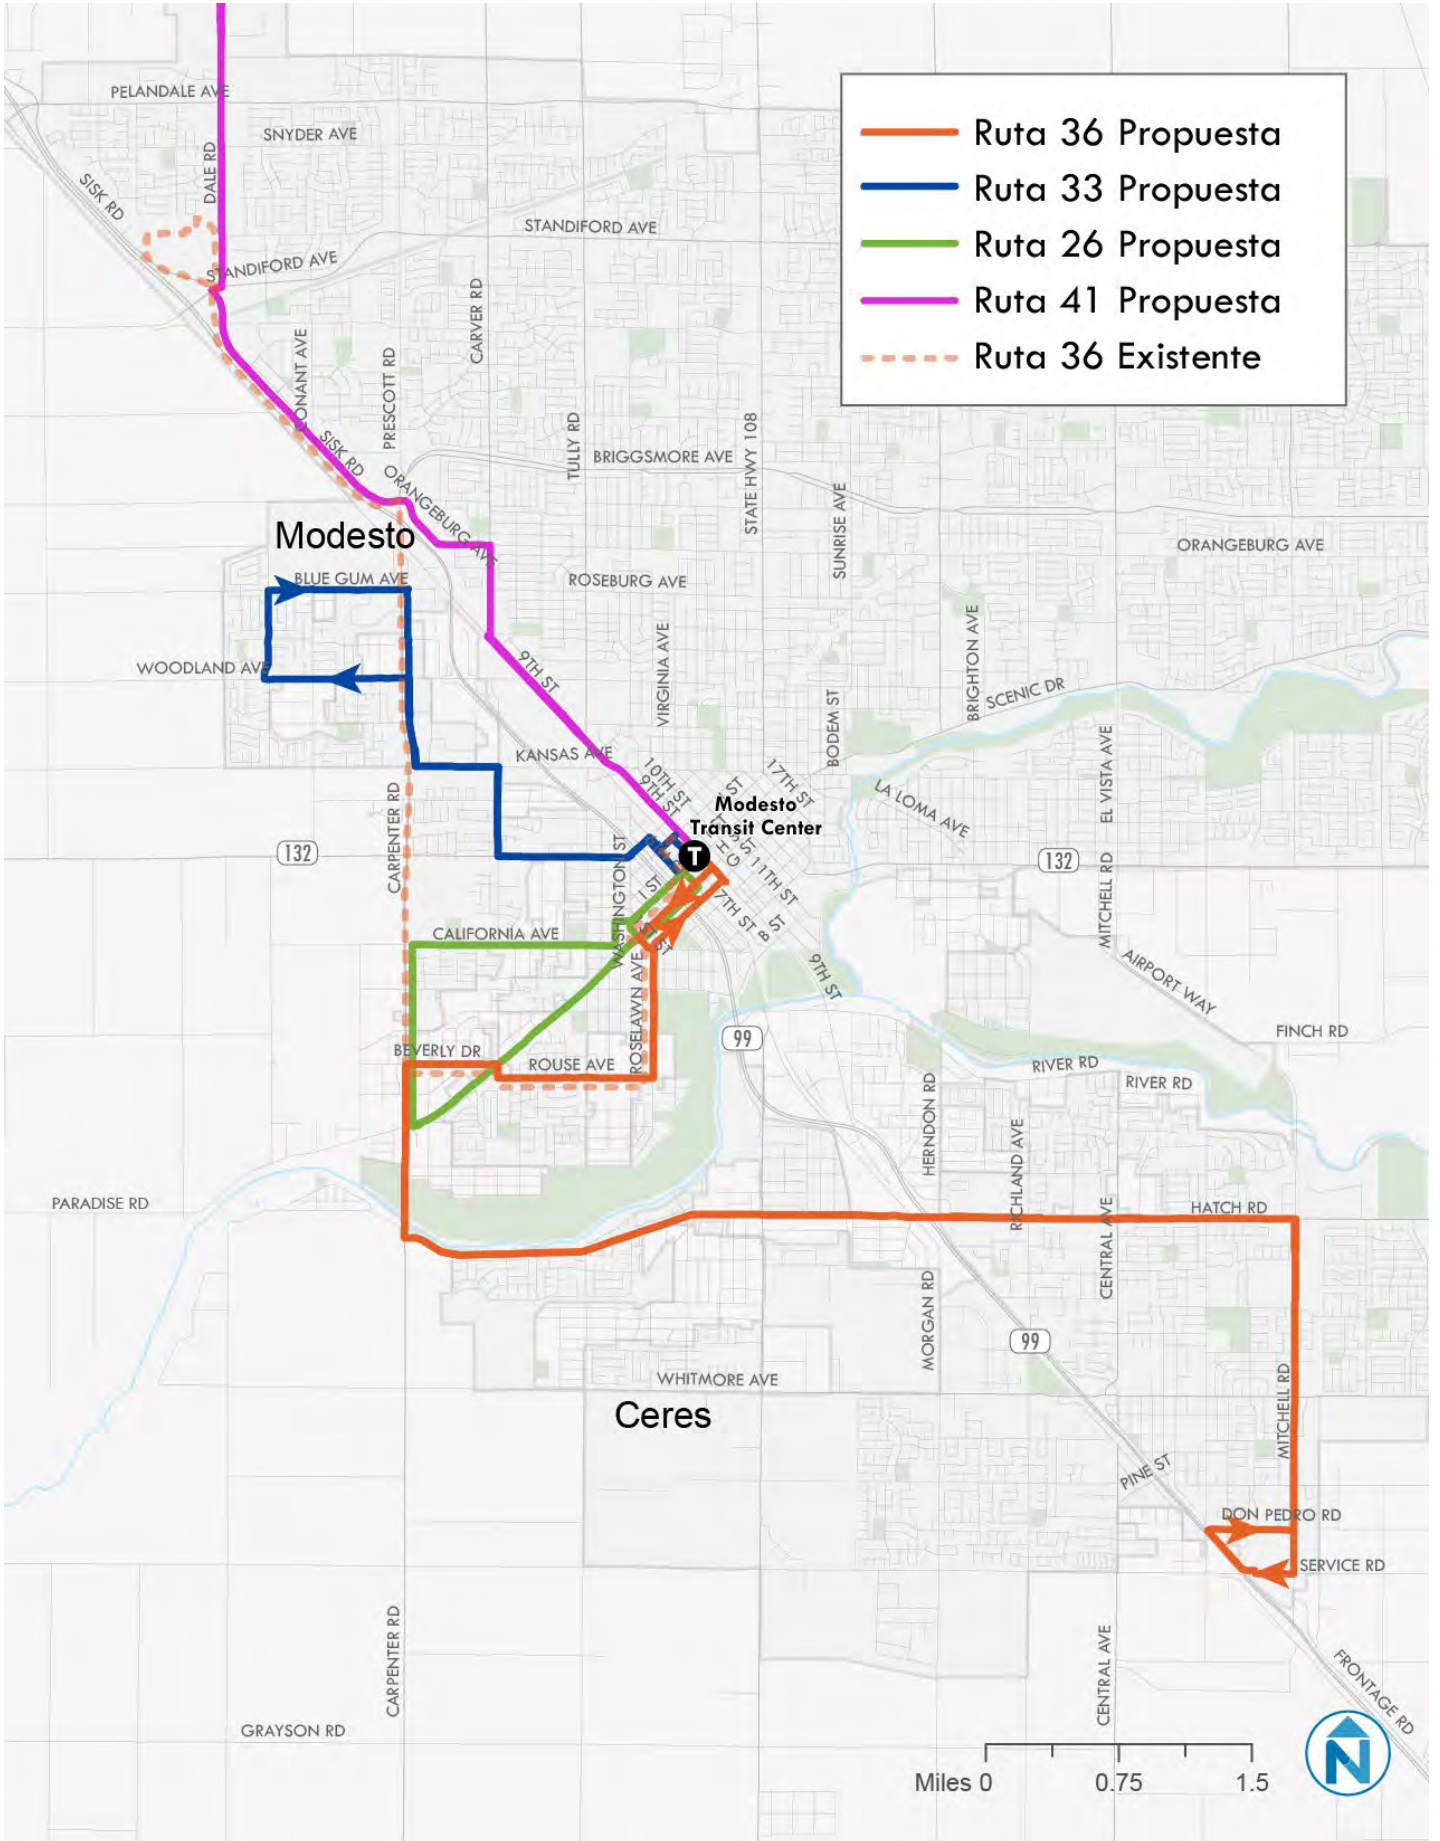 PELANDALE AVE
SNYDER AVE
DALE RD
SISK RD
STANDIFORD AVE
STANDIFORD AVE
Ruta 36 Propuesta
Ruta 33 Propuesta
Ruta 26 Propuesta
Ruta 41 Propuesta
Ruta 36 Existente
CARVER RD
CONANT AVE
PRESCOTT RD
SISK RD
TULLY RD
BRIGGSMORE AVE
STATE HWY 108
SUNRISE AVE
ORANGEBURG AVE
Modesto
ORANGEBURG AVE
BLUE GUM AVE
ROSEBURG AVE
WOODLAND AVE
9TH ST
VIRGINIA AVE
BODEM ST
BRIGHTON AVE
SCENIC DR
KANSAS AVE
10TH ST
9TH ST
17TH ST
EL VISTA AVE
LA LOMA AVE
Modesto
Transit Center
T
CARPENTER RD
132
132
WASHINGTON ST
I ST
H
G
11TH ST
7TH ST
B ST
MITCHELL RD
CALIFORNIA AVE
9TH ST
AIRPORT WAY
ROSELAWN AVE
99
FINCH RD
BEVERLY DR
ROUSE AVE
RIVER RD
RIVER RD
HERNDON RD
RICHLAND AVE
PARADISE RD
HATCH RD
CENTRAL AVE
MORGAN RD
99
WHITMORE AVE
MITCHELL RD
Ceres
PINE ST
DON PEDRO RD
SERVICE RD
CARPENTER RD
CENTRAL AVE
FRONTAGE RD
GRAYSON RD
N
Miles 0 0.75 1.5